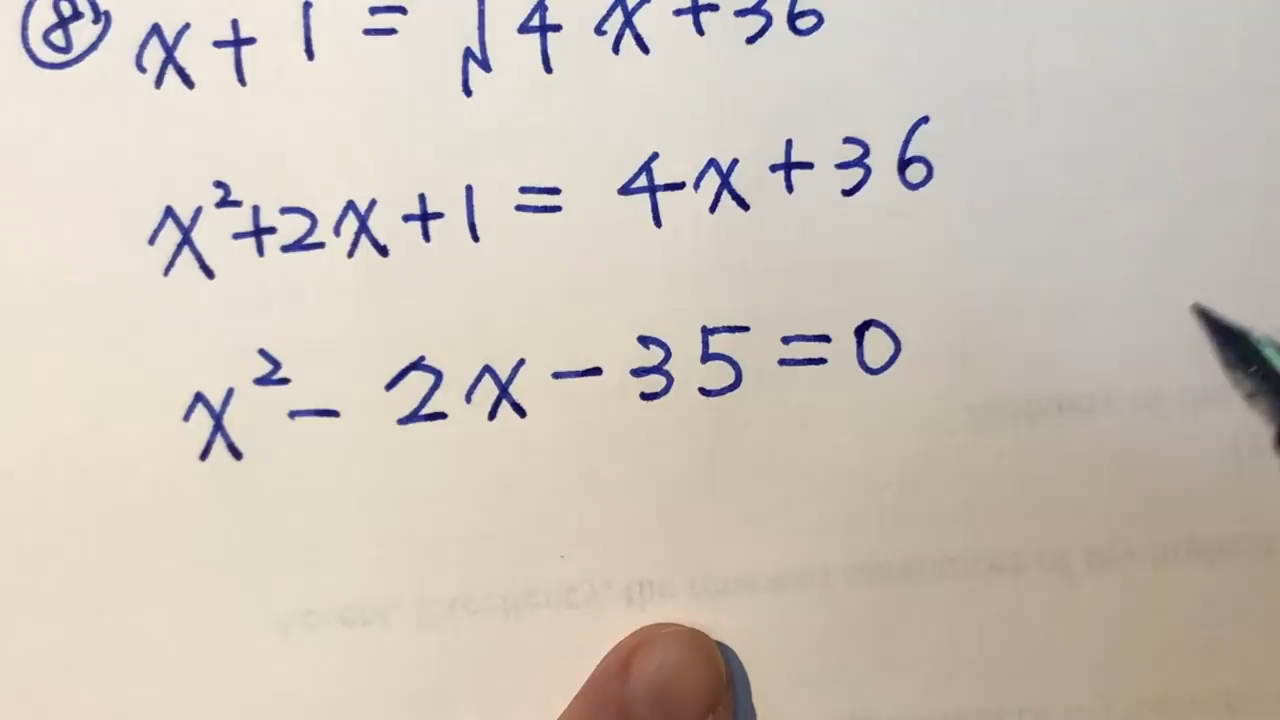 ⑧ x + 1 = √4x + 36
x² + 2x + 1 = 4x + 36
x² - 2x - 35 = 0